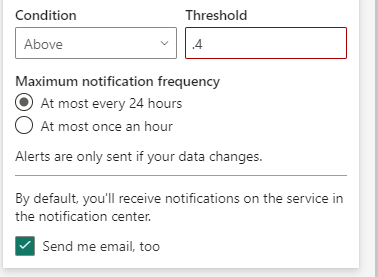 Condition Threshold
Above .4
Maximum notification frequency
At most every 24 hours
At most once an hour
Alerts are only sent if your data changes.
By default, you'll receive notifications on the service in
the notification center.
Send me email, too